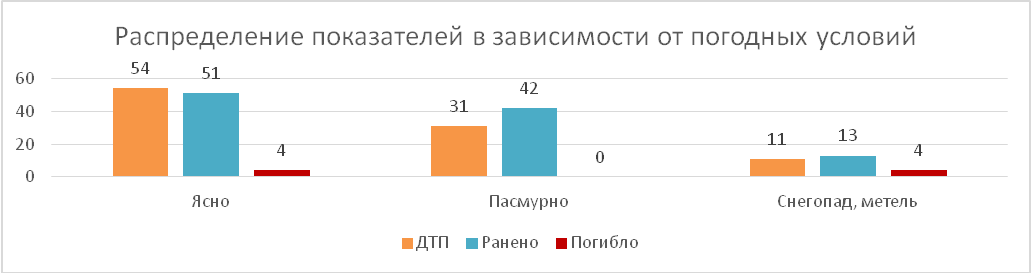 Распределение показателей в зависимости от погодных условий
54 51 4 31 42 0 11 13 4
60
40
20
0
Ясно Пасмурно Снегопад, метель
ДТП Ранено Погибло